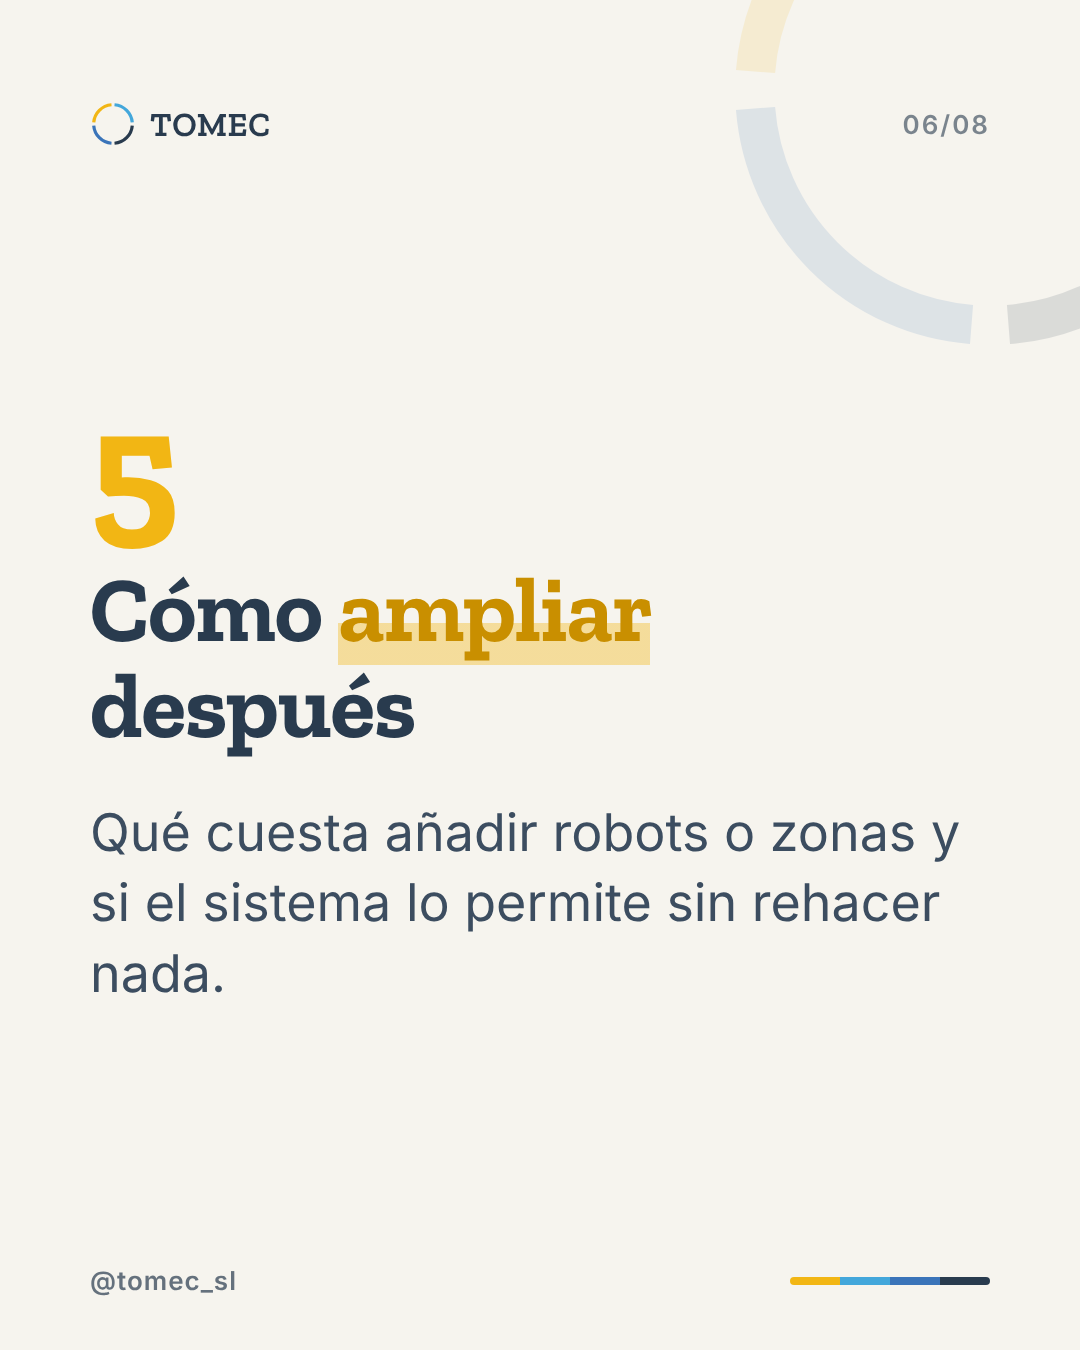 TOMEC
06/08
5
Cómo ampliar
después
Qué cuesta añadir robots o zonas y
si el sistema lo permite sin rehacer
nada.
@tomec_sl